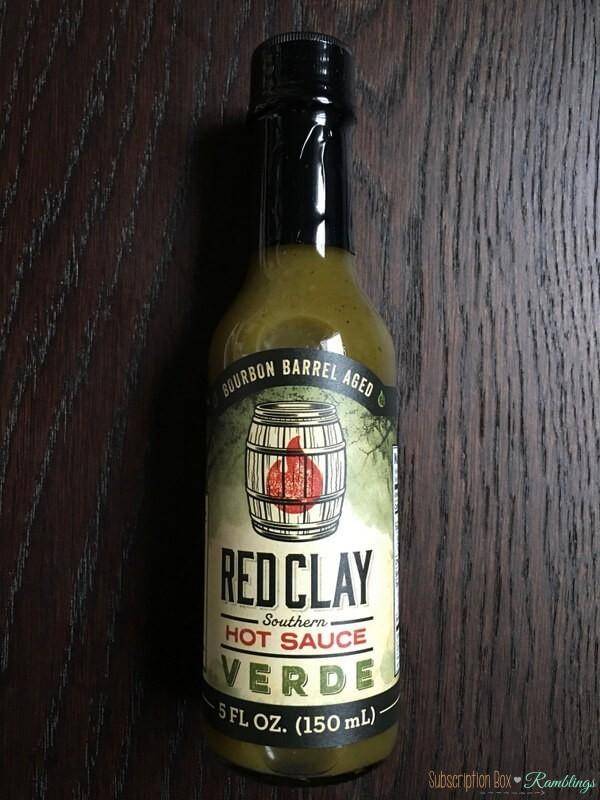 BOURBON BARREL AGED
RED CLAY
Southern
HOT SAUCE
VERDE
5 FL OZ. (150 mL)
Subscription Box ♥ Ramblings